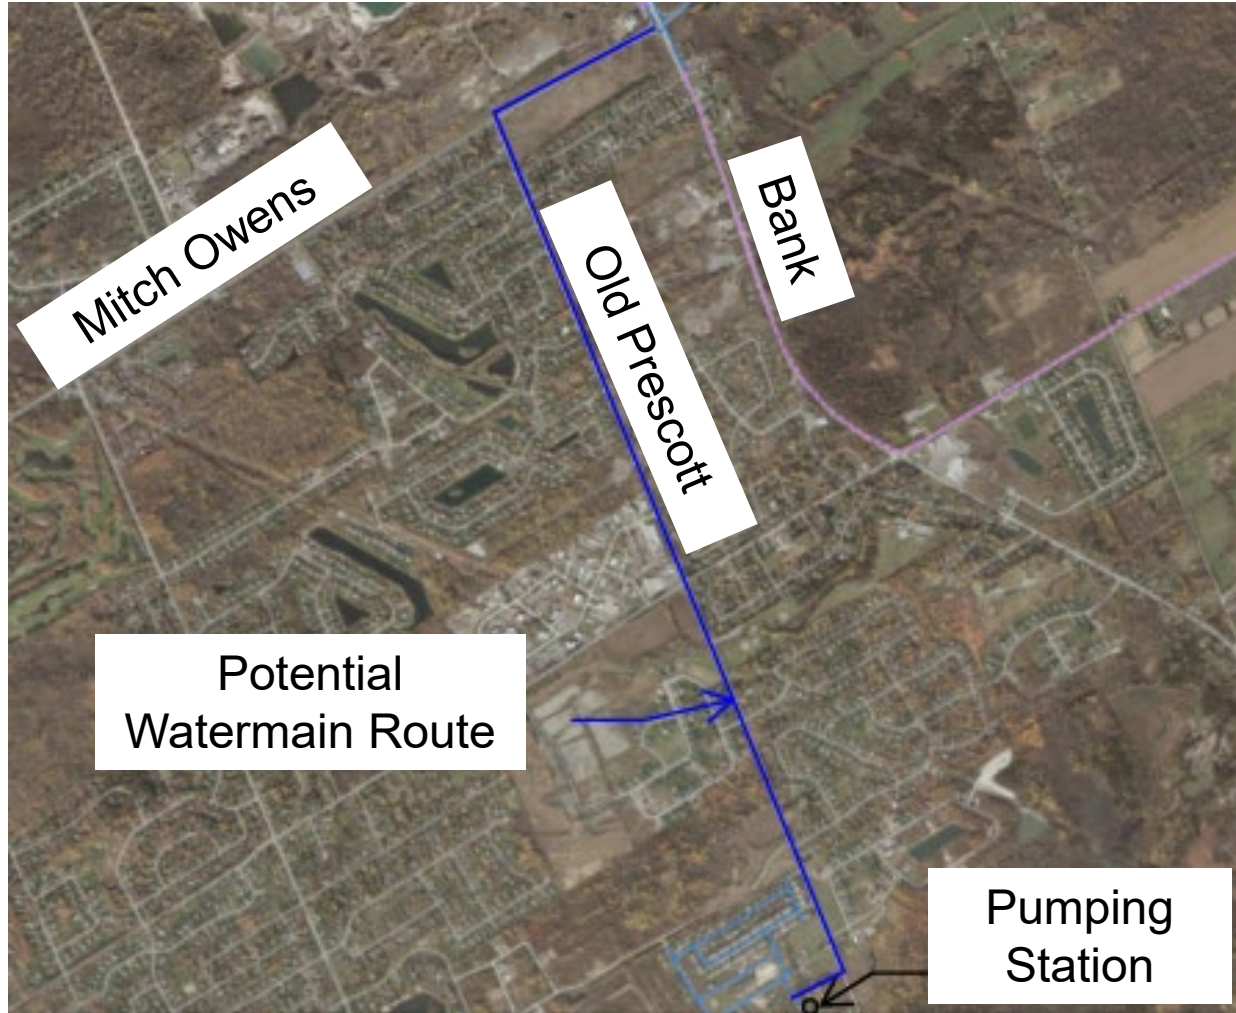 Mitch Owens
Bank
Old Prescott
Potential
Watermain Route
Pumping
Station